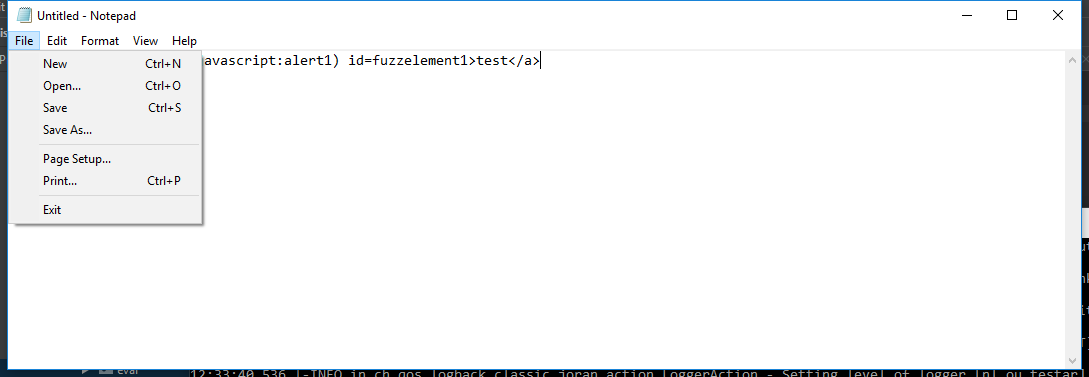 Untitled - Notepad
File Edit Format View Help
avascript:alert1) id=fuzzelement1>test</a>
New Ctrl+N
Open... Ctrl+O
Save Ctrl+S
Save As...
Page Setup...
Print... Ctrl+P
Exit
eval
12:33:40,536 |-INFO in ch.qos.logback.classic.joran.action.LoggerAction - Setting level of logger [nl.ou.testar